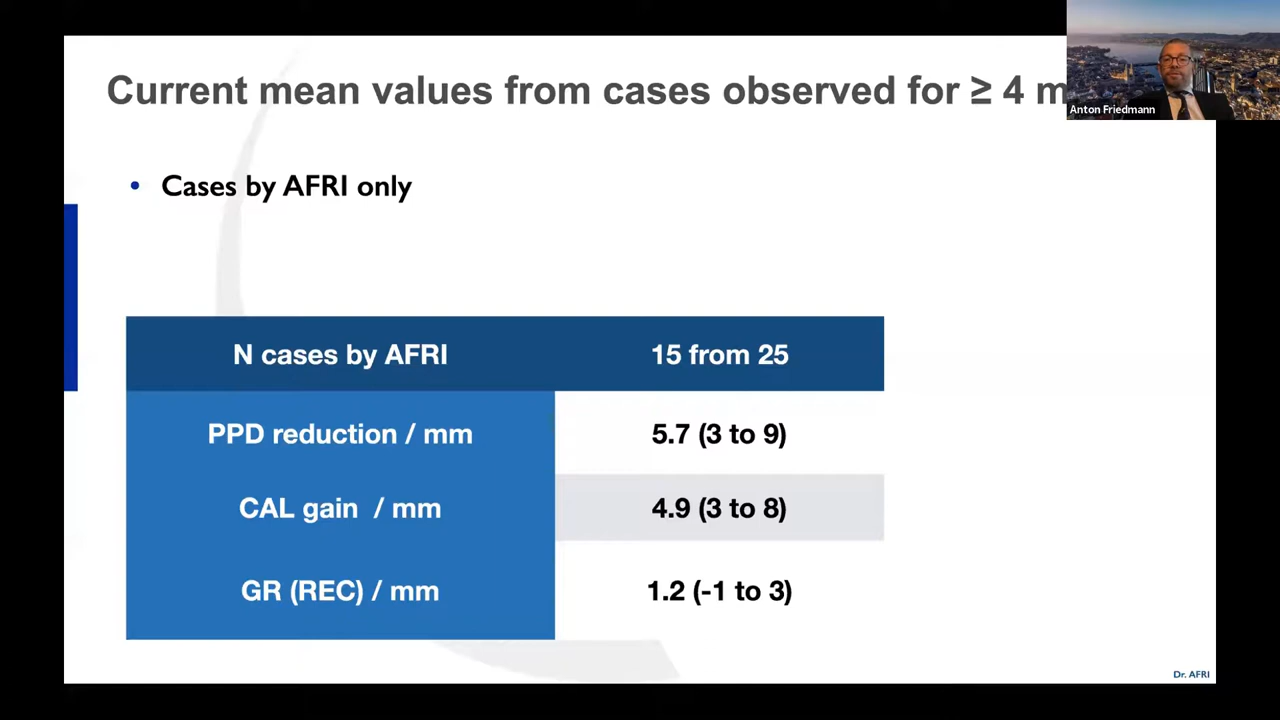 Current mean values from cases observed for ≥ 4 m
Anton Friedmann
• Cases by AFRI only
N cases by AFRI 15 from 25
PPD reduction / mm 5.7 (3 to 9)
CAL gain / mm 4.9 (3 to 8)
GR (REC) / mm 1.2 (-1 to 3)
Dr. AFRI